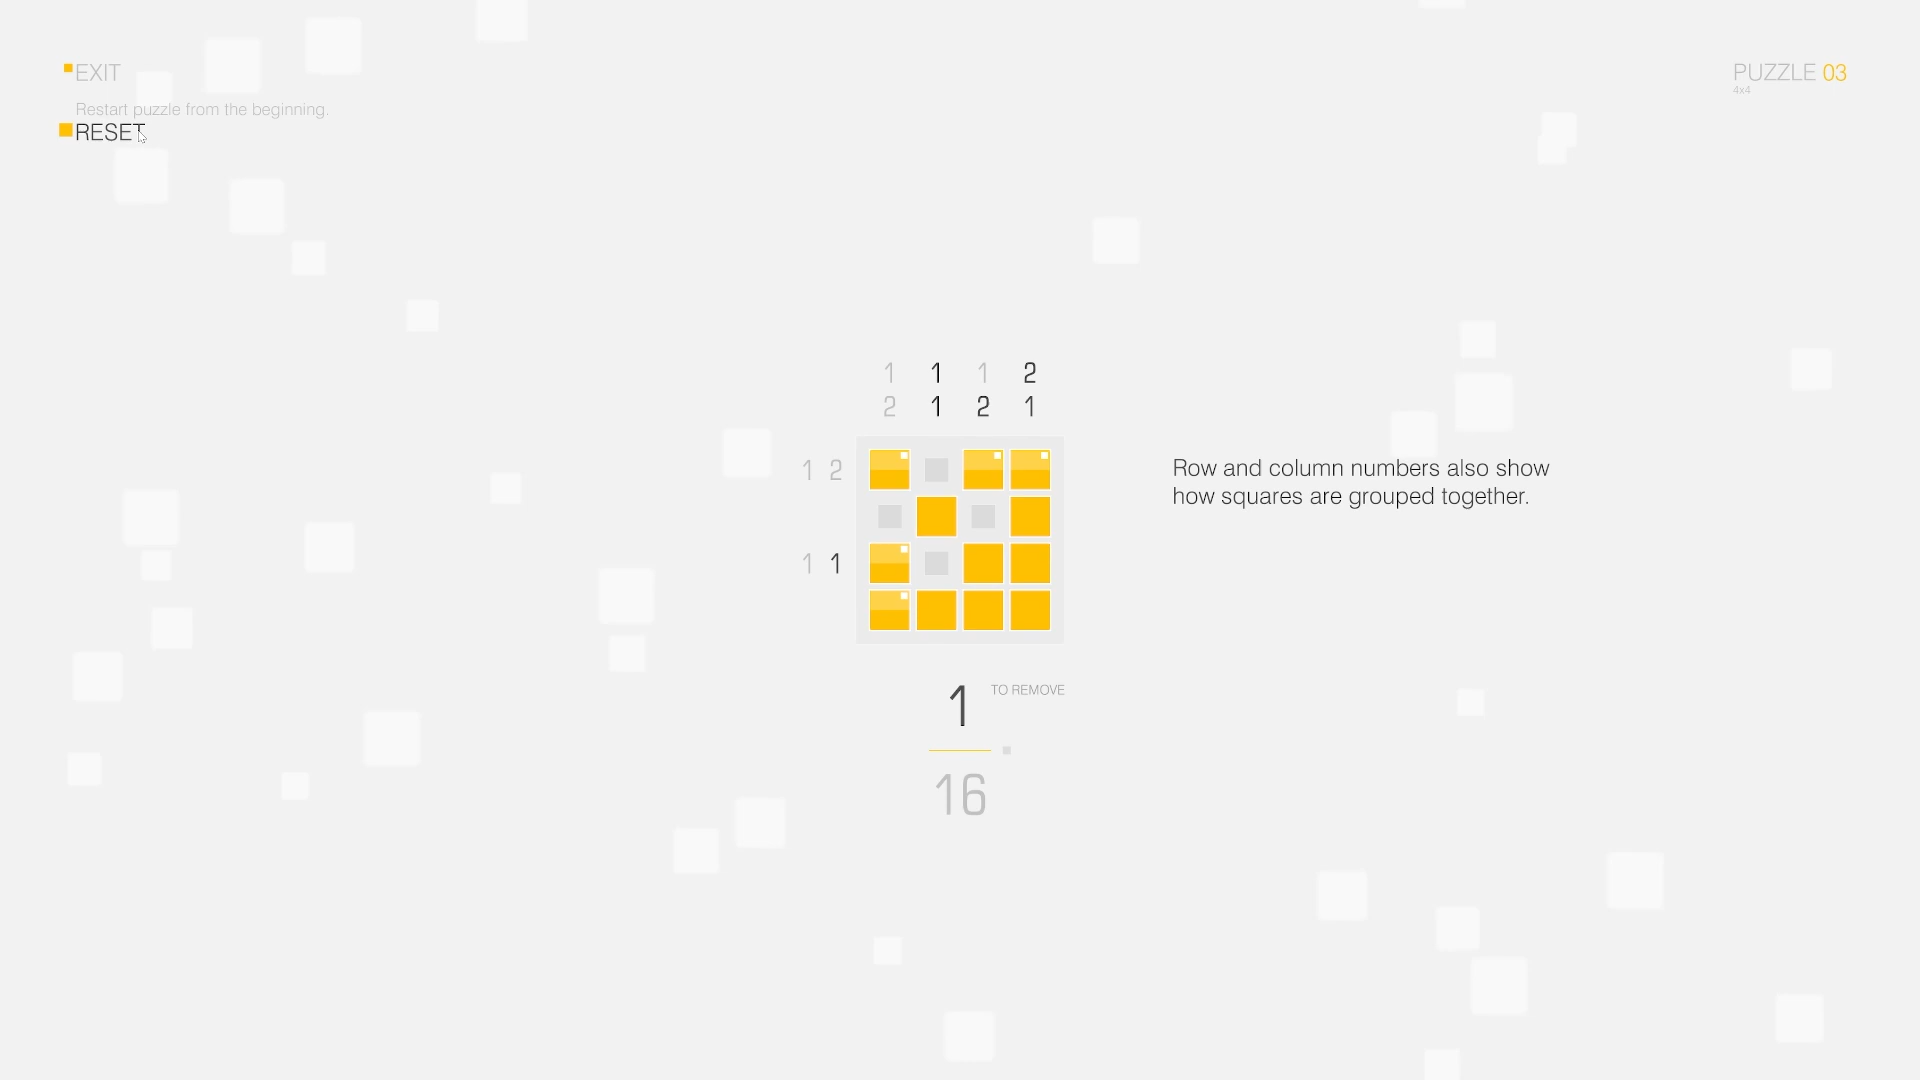 EXIT
PUZZLE 03
4x4
Restart puzzle from the beginning.
RESET
1 1 1 2
2 1 2 1
1 2
Row and column numbers also show
how squares are grouped together.
1 1
1 TO REMOVE
16